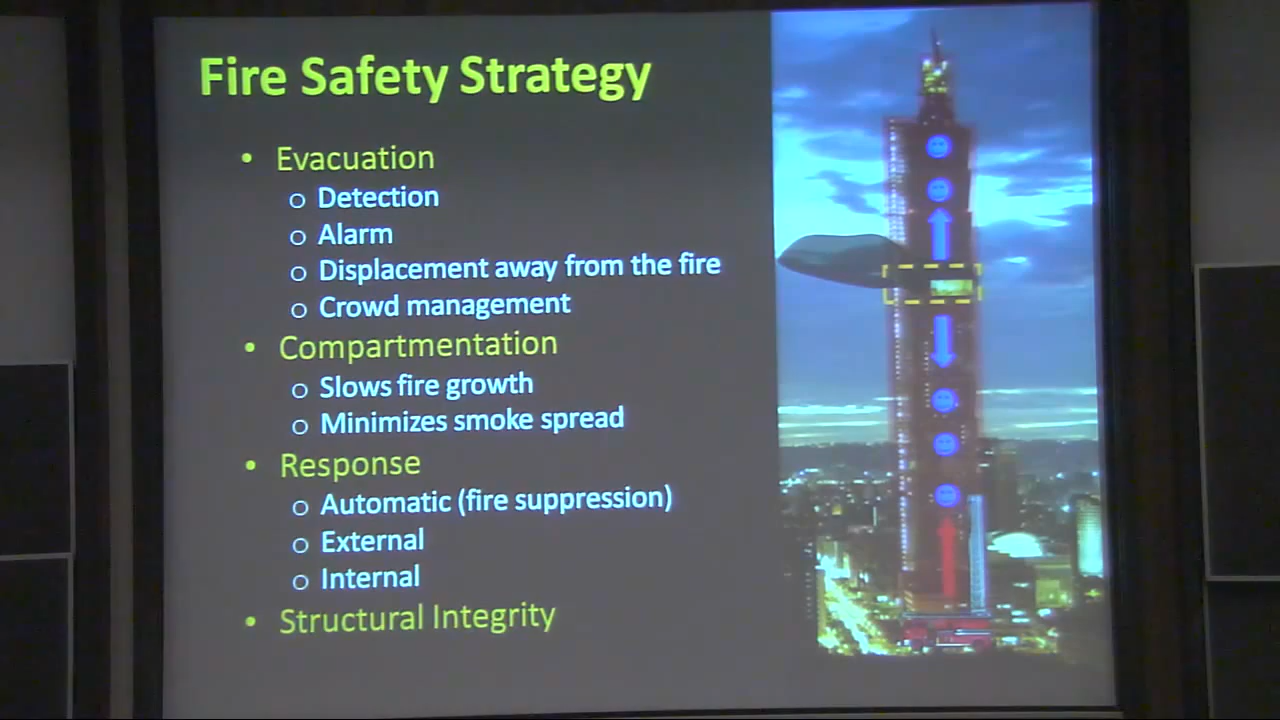 Fire Safety Strategy
• Evacuation
o Detection
o Alarm
o Displacement away from the fire
o Crowd management
• Compartmentation
o Slows fire growth
o Minimizes smoke spread
• Response
o Automatic (fire suppression)
o External
o Internal
• Structural Integrity